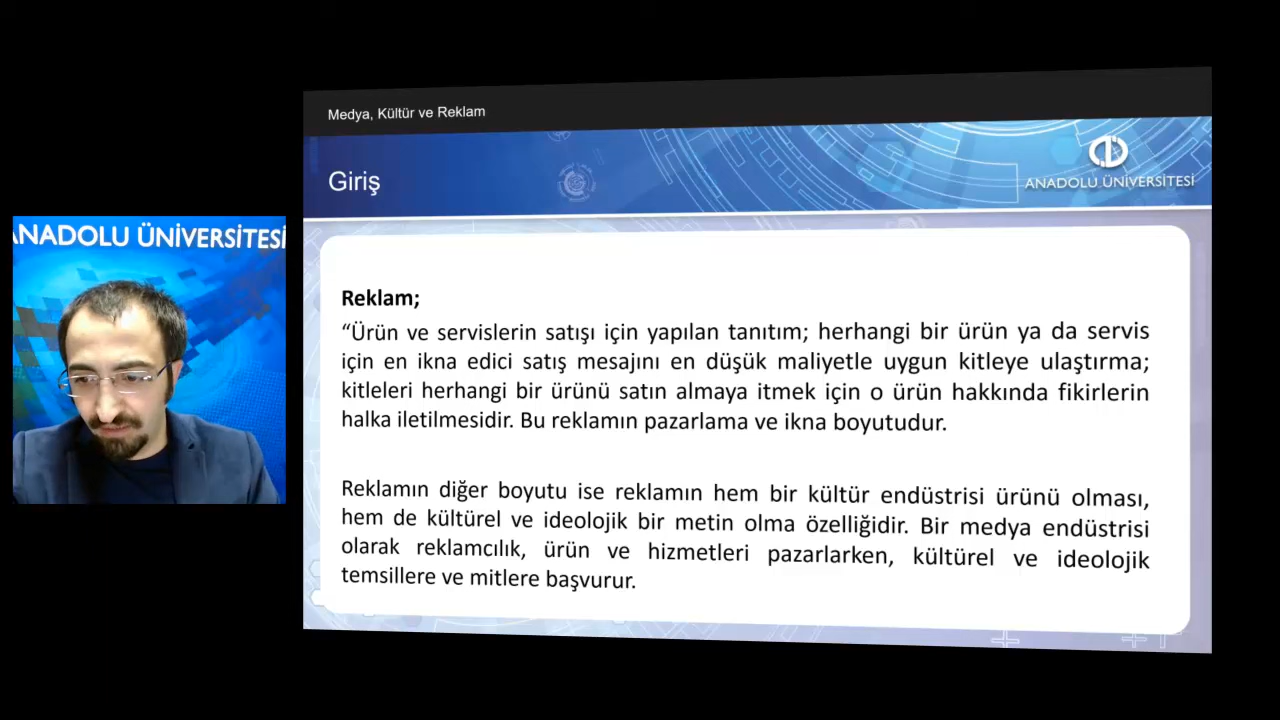 Medya, Kültür ve Reklam
Giriş
ANADOLU ÜNİVERSİTESİ
ANADOLU ÜNİVERSİTESİ
Reklam;
“Ürün ve servislerin satışı için yapılan tanıtım; herhangi bir ürün ya da servis
için en ikna edici satış mesajını en düşük maliyetle uygun kitleye ulaştırma;
kitleleri herhangi bir ürünü satın almaya itmek için o ürün hakkında fikirlerin
halka iletilmesidir. Bu reklamın pazarlama ve ikna boyutudur.
Reklamın diğer boyutu ise reklamın hem bir kültür endüstrisi ürünü olması,
hem de kültürel ve ideolojik bir metin olma özelliğidir. Bir medya endüstrisi
olarak reklamcılık, ürün ve hizmetleri pazarlarken, kültürel ve ideolojik
temsillere ve mitlere başvurur.